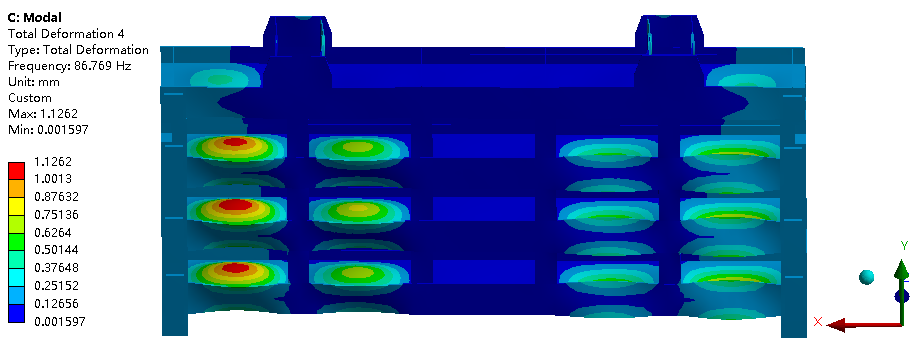 C: Modal
Total Deformation 4
Type: Total Deformation
Frequency: 86.769 Hz
Unit: mm
Custom
Max: 1.1262
Min: 0.001597
1.1262
1.0013
0.87632
0.75136
0.6264
0.50144
0.37648
0.25152
0.12656
0.001597
Y
X